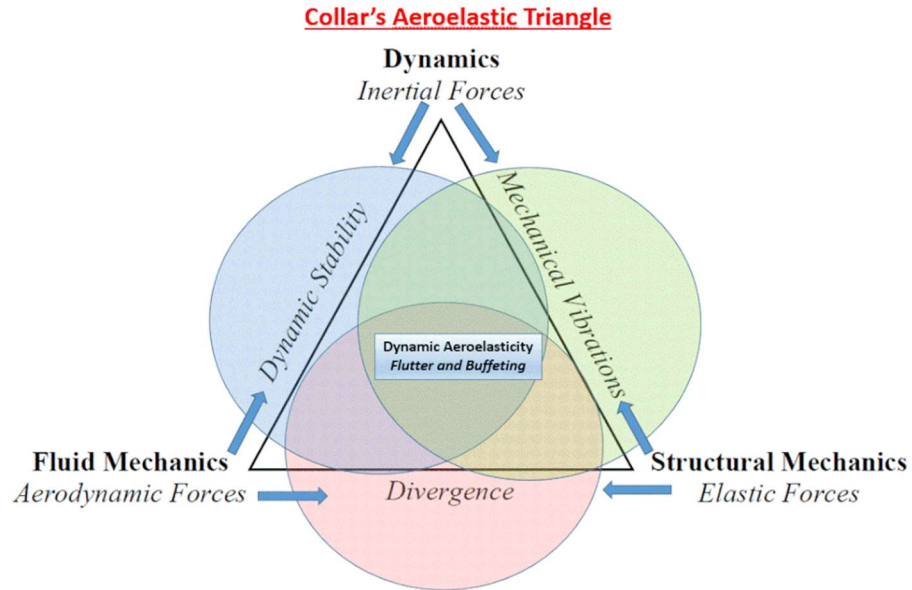 Collar's Aeroelastic Triangle
Dynamics
Inertial Forces
Dynamic Stability
Mechanical Vibrations
Dynamic Aeroelasticity
Flutter and Buffeting
Fluid Mechanics
Aerodynamic Forces
Divergence
Structural Mechanics
Elastic Forces